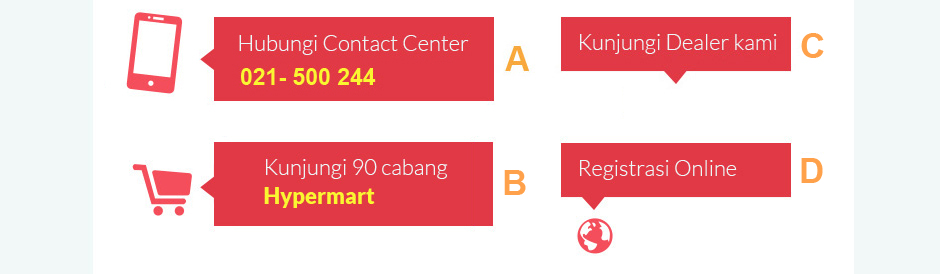 Hubungi Contact Center
021- 500 244
A
Kunjungi Dealer kami
C
Kunjungi 90 cabang
Hypermart
B
Registrasi Online
D